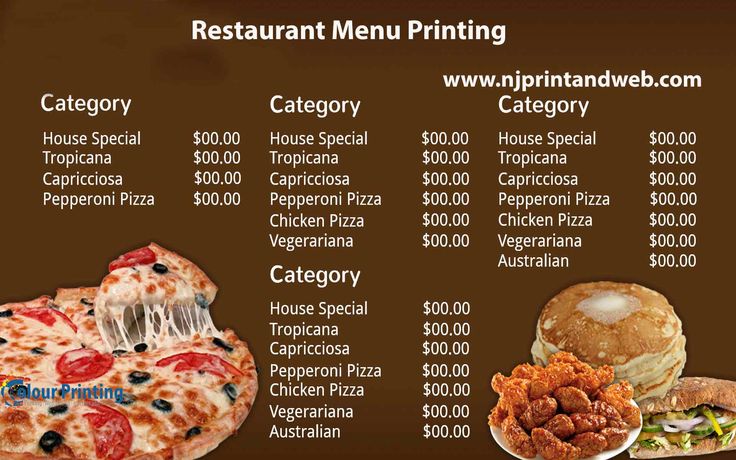 Restaurant Menu Printing
www.njprintandweb.com
Category
House Special $00.00
Tropicana $00.00
Capricciosa $00.00
Pepperoni Pizza $00.00
Category
House Special $00.00
Tropicana $00.00
Capricciosa $00.00
Pepperoni Pizza $00.00
Chicken Pizza $00.00
Vegerariana $00.00
Category
House Special $00.00
Tropicana $00.00
Capricciosa $00.00
Pepperoni Pizza $00.00
Chicken Pizza $00.00
Vegerariana $00.00
Australian $00.00
Category
House Special $00.00
Tropicana $00.00
Capricciosa $00.00
Pepperoni Pizza $00.00
Chicken Pizza $00.00
Vegerariana $00.00
Australian $00.00
Colour Printing